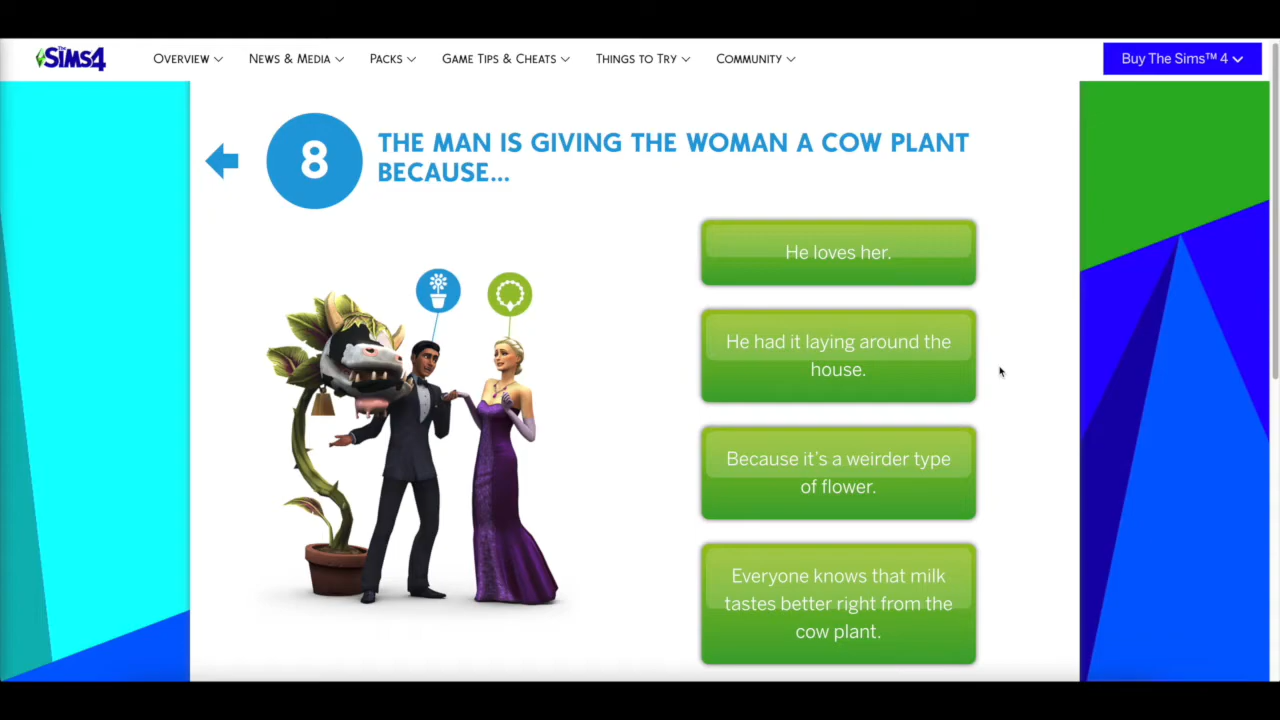 The SIMS4
OVERVIEW NEWS & MEDIA PACKS GAME TIPS & CHEATS THINGS TO TRY COMMUNITY Buy The Sims™ 4
8
THE MAN IS GIVING THE WOMAN A COW PLANT
BECAUSE...
He loves her.
He had it laying around the
house.
Because it's a weirder type
of flower.
Everyone knows that milk
tastes better right from the
cow plant.